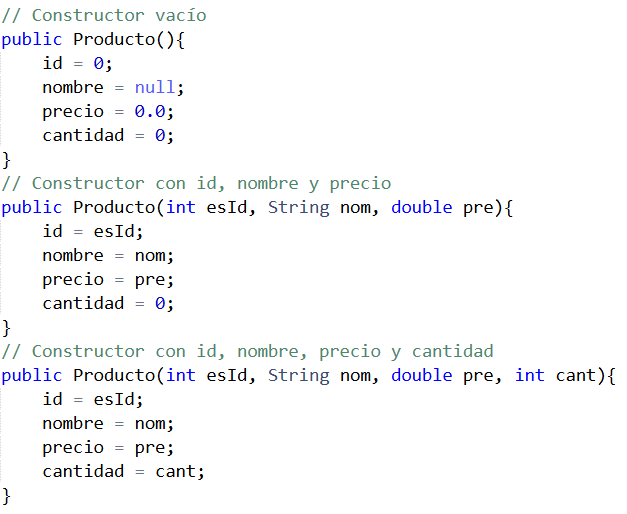 // Constructor vacío
public Producto(){
    id = 0;
    nombre = null;
    precio = 0.0;
    cantidad = 0;
}
// Constructor con id, nombre y precio
public Producto(int esId, String nom, double pre){
    id = esId;
    nombre = nom;
    precio = pre;
    cantidad = 0;
}
// Constructor con id, nombre, precio y cantidad
public Producto(int esId, String nom, double pre, int cant){
    id = esId;
    nombre = nom;
    precio = pre;
    cantidad = cant;
}